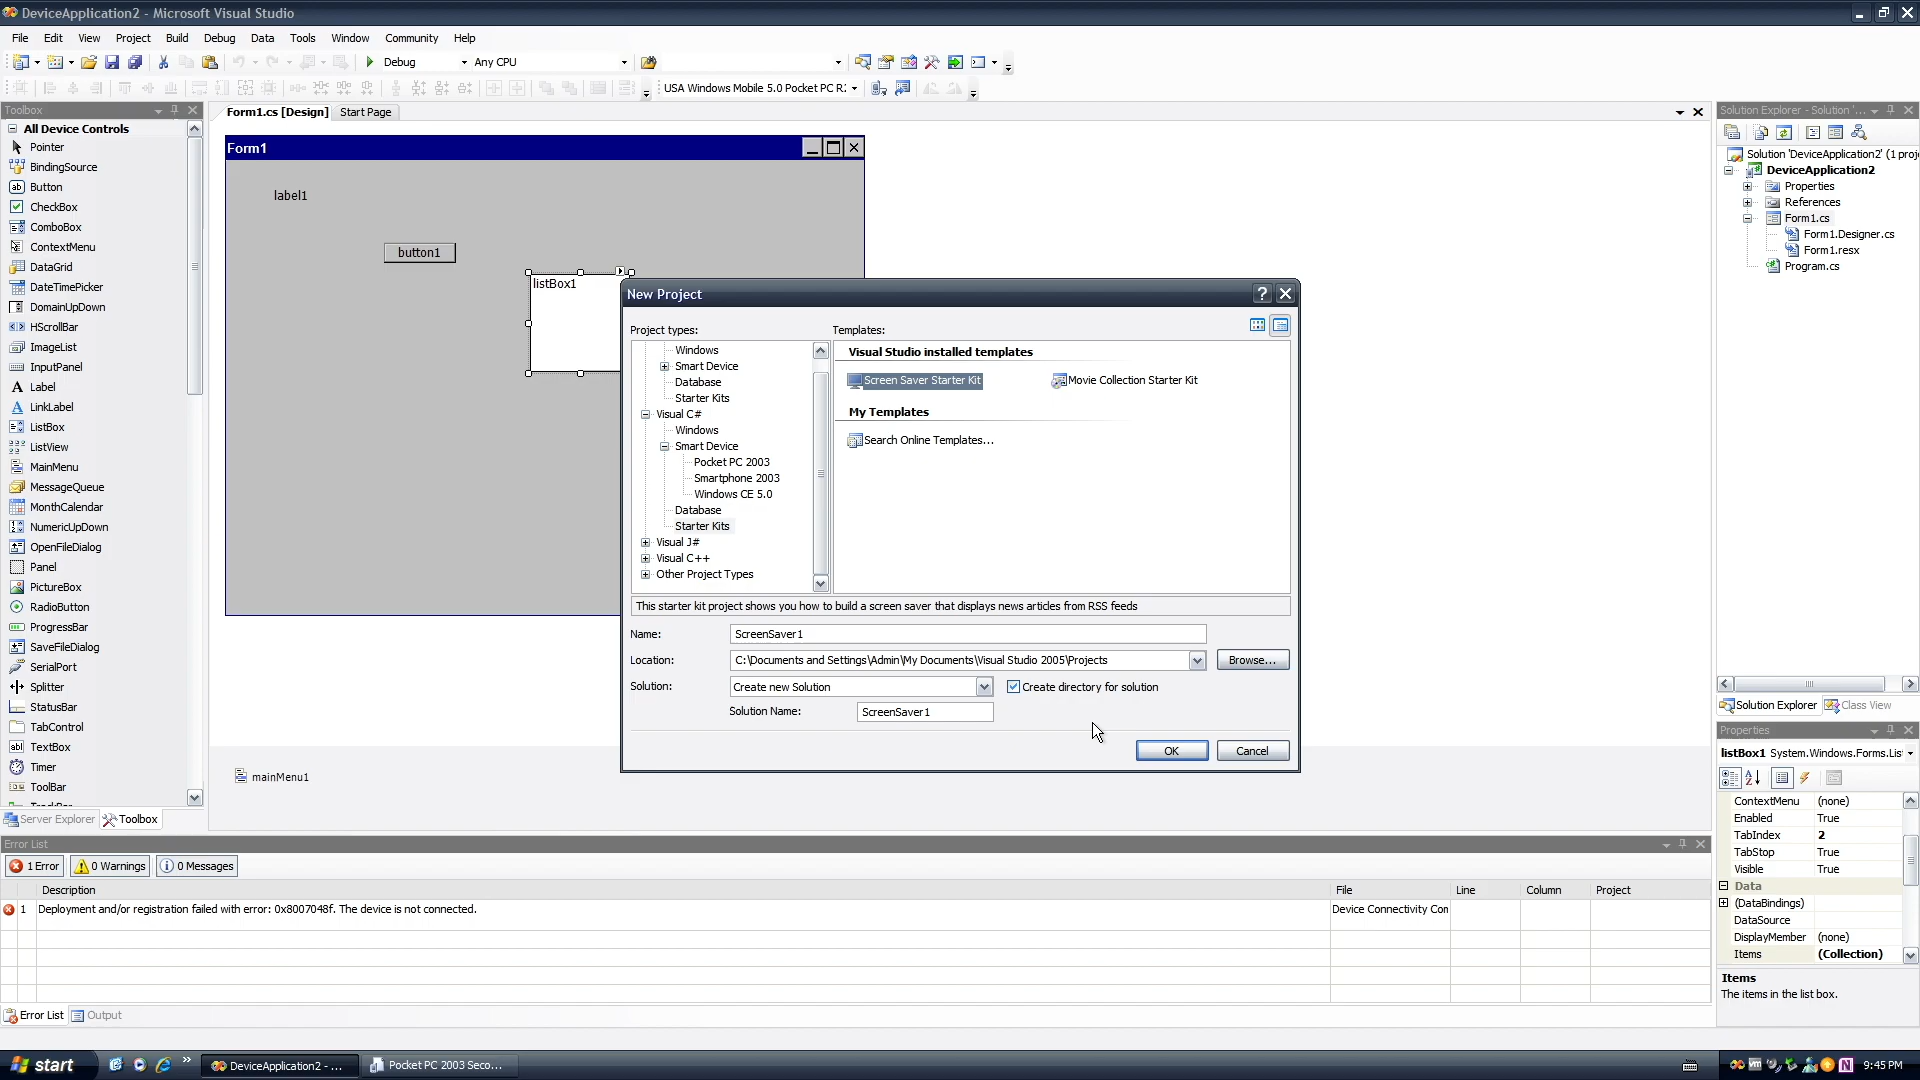 DeviceApplication2 - Microsoft Visual Studio
File Edit View Project Build Debug Data Tools Window Community Help
Debug Any CPU
USA Windows Mobile 5.0 Pocket PC R2
Toolbox
All Device Controls
Pointer
BindingSource
Button
CheckBox
ComboBox
ContextMenu
DataGrid
DateTimePicker
DomainUpDown
HScrollBar
ImageList
InputPanel
Label
LinkLabel
ListBox
ListView
MainMenu
MessageQueue
MonthCalendar
NumericUpDown
OpenFileDialog
Panel
PictureBox
RadioButton
ProgressBar
SaveFileDialog
SerialPort
Splitter
StatusBar
TabControl
TextBox
Timer
ToolBar
Server Explorer Toolbox
Form1.cs [Design] Start Page
Form1
label1
button1
listBox1
mainMenu1
New Project
Project types:
Windows
Smart Device
Database
Starter Kits
Visual C#
Windows
Smart Device
Pocket PC 2003
Smartphone 2003
Windows CE 5.0
Database
Starter Kits
Visual J#
Visual C++
Other Project Types
Templates:
Visual Studio installed templates
Screen Saver Starter Kit Movie Collection Starter Kit
My Templates
Search Online Templates...
This starter kit project shows you how to build a screen saver that displays news articles from RSS feeds
Name: ScreenSaver1
Location: C:\Documents and Settings\Admin\My Documents\Visual Studio 2005\Projects Browse...
Solution: Create new Solution Create directory for solution
Solution Name: ScreenSaver1
OK Cancel
Solution Explorer - Solution '...
Solution 'DeviceApplication2' (1 proj
DeviceApplication2
Properties
References
Form1.cs
Form1.Designer.cs
Form1.resx
Program.cs
Solution Explorer Class View
Properties
listBox1 System.Windows.Forms.Lis
ContextMenu (none)
Enabled True
TabIndex 2
TabStop True
Visible True
Data
(DataBindings)
DataSource
DisplayMember (none)
Items (Collection)
Items
The items in the list box.
Error List
1 Error 0 Warnings 0 Messages
Description File Line Column Project
1 Deployment and/or registration failed with error: 0x8007048f. The device is not connected. Device Connectivity Com
Error List Output
start DeviceApplication2 - ... Pocket PC 2003 Seco... 9:45 PM